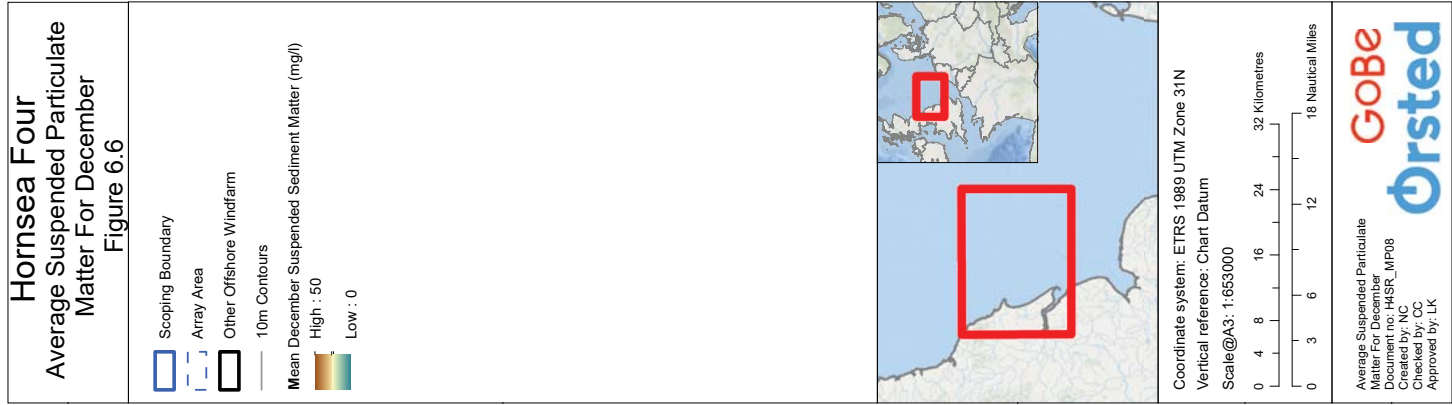 Hornsea Four
Average Suspended Particulate
Matter For December
Figure 6.6
Scoping Boundary
Array Area
Other Offshore Windfarm
10m Contours
Mean December Suspended Sediment Matter (mg/l)
High : 50
Low : 0
Coordinate system: ETRS 1989 UTM Zone 31N
Vertical reference: Chart Datum
Scale@A3: 1:653000
0 4 8 16 24 32 Kilometres
0 3 6 12 18 Nautical Miles
Average Suspended Particulate
Matter For December
Document no: H4SR_MP08
Created by: NC
Checked by: CC
Approved by: LK
GoBe
Orsted